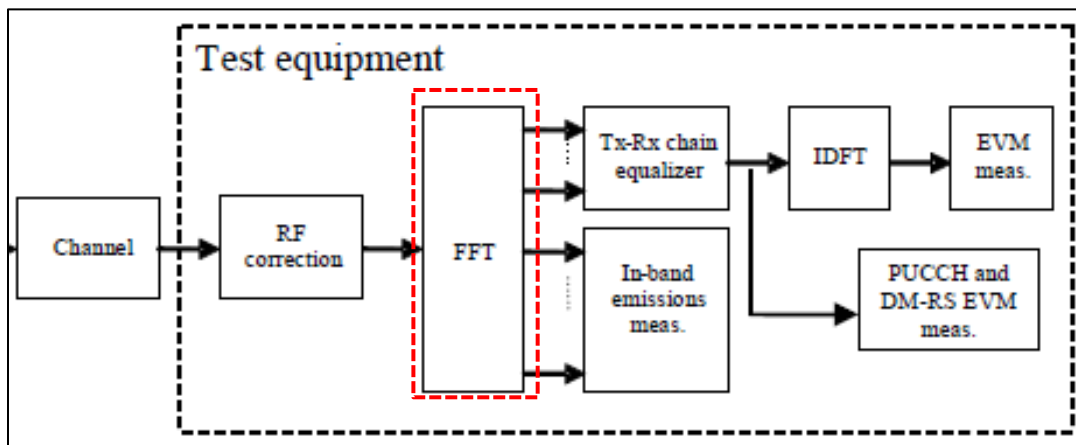 Test equipment
Channel
RF
correction
FFT
Tx-Rx chain
equalizer
IDFT
EVM
meas.
In-band
emissions
meas.
PUCCH and
DM-RS EVM
meas.